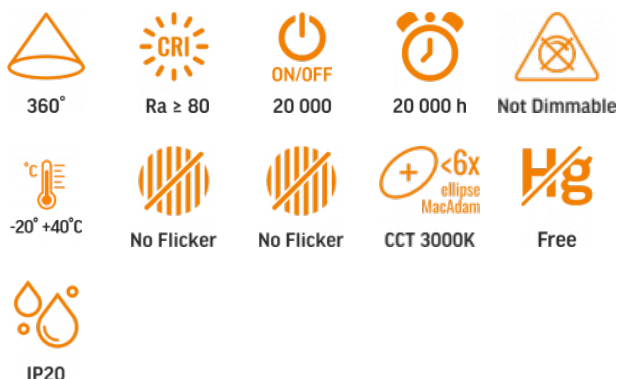 CRI
ON/OFF
360°
Ra ≥ 80
20 000
20 000 h
Not Dimmable
°C
<6x
ellipse
MacAdam
Hg
-20° +40°C
No Flicker
No Flicker
CCT 3000K
Free
IP20